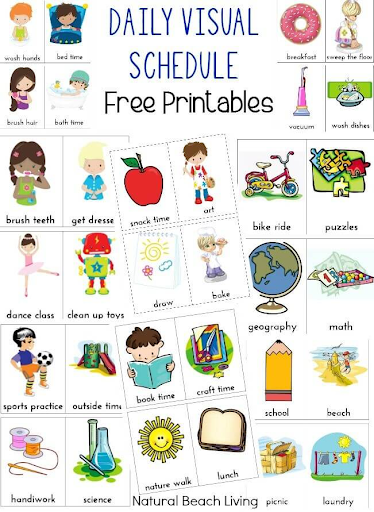 DAILY VISUAL
SCHEDULE
Free Printables
wash hands
bed time
brush hair
bath time
breakfast
sweep the floor
vacuum
wash dishes
brush teeth
get dresse
snack time
art
bike ride
puzzles
draw
bake
dance class
clean up toys
geography
math
book time
craft time
sports practice
outside time
school
beach
nature walk
lunch
handiwork
science
picnic
laundry
Natural Beach Living